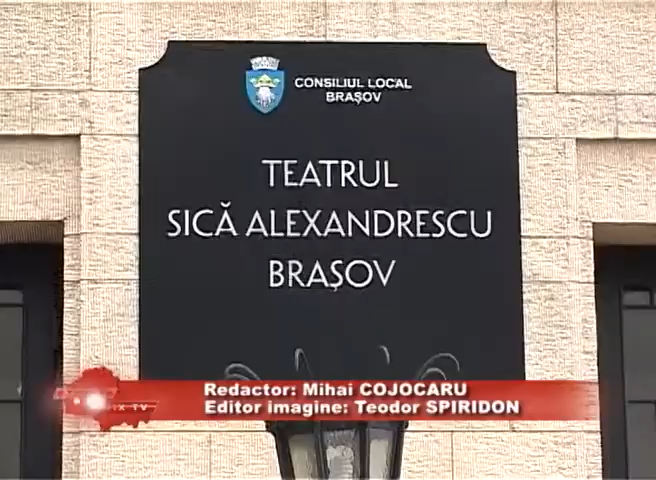 CONSILIUL LOCAL
BRAȘOV
TEATRUL
SICĂ ALEXANDRESCU
BRAȘOV
Redactor: Mihai COJOCARU
Editor imagine: Teodor SPIRIDON